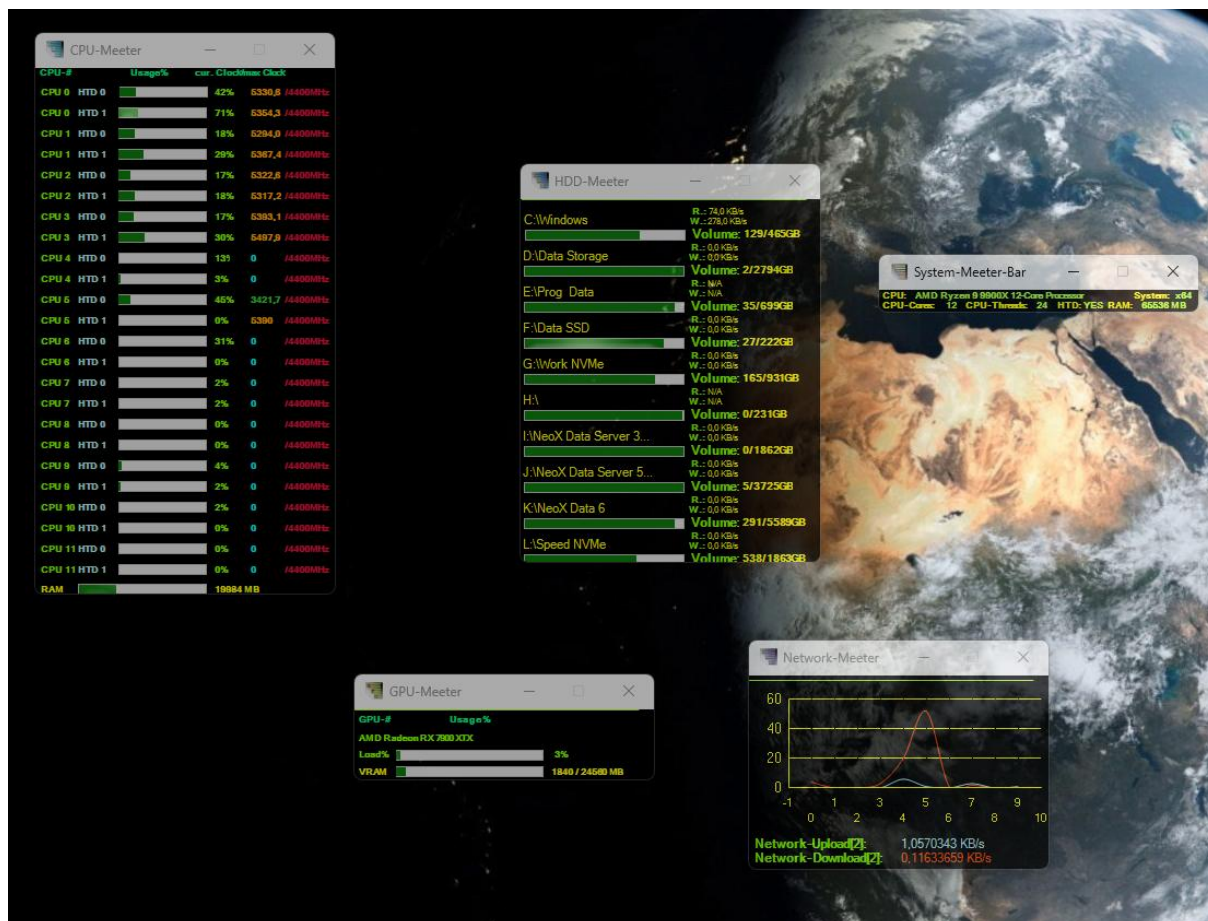 CPU-Meeter
CPU-# Usage% cur. Clock/max Clock
CPU 0 HTD 0 42% 5330,6 /4400MHz
CPU 0 HTD 1 71% 5354,3 /4400MHz
CPU 1 HTD 0 18% 5294,0 /4400MHz
CPU 1 HTD 1 29% 5367,4 /4400MHz
CPU 2 HTD 0 17% 5322,6 /4400MHz
CPU 2 HTD 1 18% 5317,2 /4400MHz
CPU 3 HTD 0 17% 5393,1 /4400MHz
CPU 3 HTD 1 30% 5497,9 /4400MHz
CPU 4 HTD 0 13% 0 /4400MHz
CPU 4 HTD 1 3% 0 /4400MHz
CPU 5 HTD 0 45% 3421,7 /4400MHz
CPU 5 HTD 1 0% 5390 /4400MHz
CPU 6 HTD 0 31% 0 /4400MHz
CPU 6 HTD 1 0% 0 /4400MHz
CPU 7 HTD 0 2% 0 /4400MHz
CPU 7 HTD 1 2% 0 /4400MHz
CPU 8 HTD 0 0% 0 /4400MHz
CPU 8 HTD 1 0% 0 /4400MHz
CPU 9 HTD 0 4% 0 /4400MHz
CPU 9 HTD 1 2% 0 /4400MHz
CPU 10 HTD 0 2% 0 /4400MHz
CPU 10 HTD 1 0% 0 /4400MHz
CPU 11 HTD 0 0% 0 /4400MHz
CPU 11 HTD 1 0% 0 /4400MHz
RAM 19984 MB
HDD-Meeter
R.: 74,0 KB/s
C:\Windows W.: 278,0 KB/s
Volume: 129/465GB
R.: 0,0 KB/s
D:\Data Storage W.: 0,0 KB/s
Volume: 2/2794GB
R.: N/A
E:\Prog Data W.: N/A
Volume: 35/699GB
R.: 0,0 KB/s
F:\Data SSD W.: 0,0 KB/s
Volume: 27/222GB
R.: 0,0 KB/s
G:\Work NVMe W.: 0,0 KB/s
Volume: 165/931GB
R.: N/A
H:\ W.: N/A
Volume: 0/231GB
R.: 0,0 KB/s
I:\NeoX Data Server 3... W.: 0,0 KB/s
Volume: 0/1862GB
R.: 0,0 KB/s
J:\NeoX Data Server 5... W.: 0,0 KB/s
Volume: 5/3725GB
R.: 0,0 KB/s
K:\NeoX Data 6 W.: 0,0 KB/s
Volume: 291/5589GB
R.: 0,0 KB/s
L:\Speed NVMe W.: 0,0 KB/s
Volume: 538/1863GB
System-Meeter-Bar
CPU: AMD Ryzen 9 9900X 12-Core Processor System: x64
CPU-Cores: 12 CPU-Threads: 24 HTD: YES RAM: 65536 MB
GPU-Meeter
GPU-# Usage%
AMD Radeon RX 7900 XTX
Load% 3%
VRAM 1840 / 24560 MB
Network-Meeter
60
40
20
0
-1 1 3 5 7 9
0 2 4 6 8 10
Network-Upload[2]: 1,0570343 KB/s
Network-Download[2]: 0,11633659 KB/s